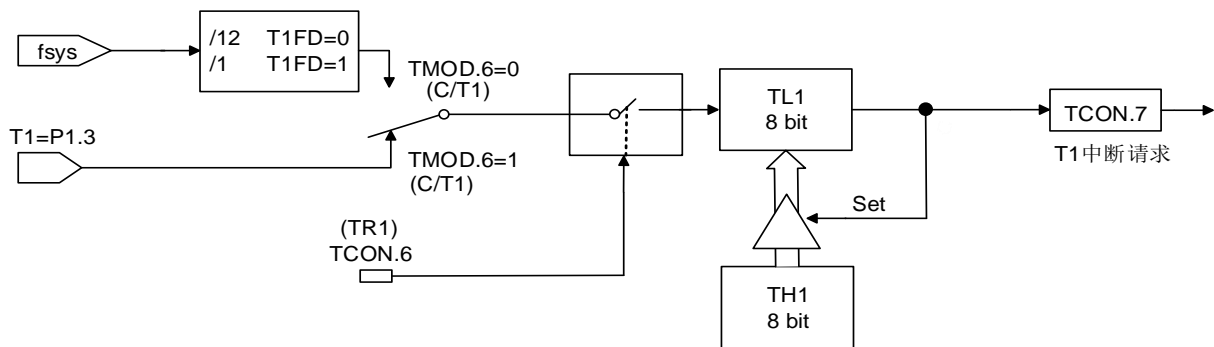 fsys
/12 T1FD=0
/1 T1FD=1
TMOD.6=0
(C/T1)
T1=P1.3
TMOD.6=1
(C/T1)
(TR1)
TCON.6
TL1
8 bit
TCON.7
T1中断请求
Set
TH1
8 bit